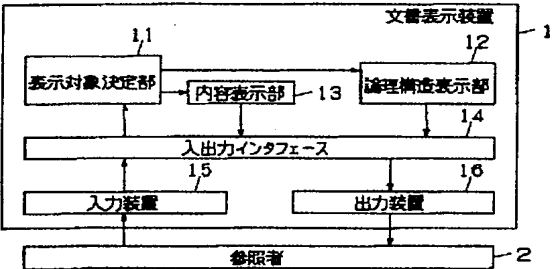 文書表示装置
1
11
12
表示対象決定部
論理構造表示部
内容表示部
13
14
入出力インタフェース
15
16
入力装置
出力装置
参照者
2